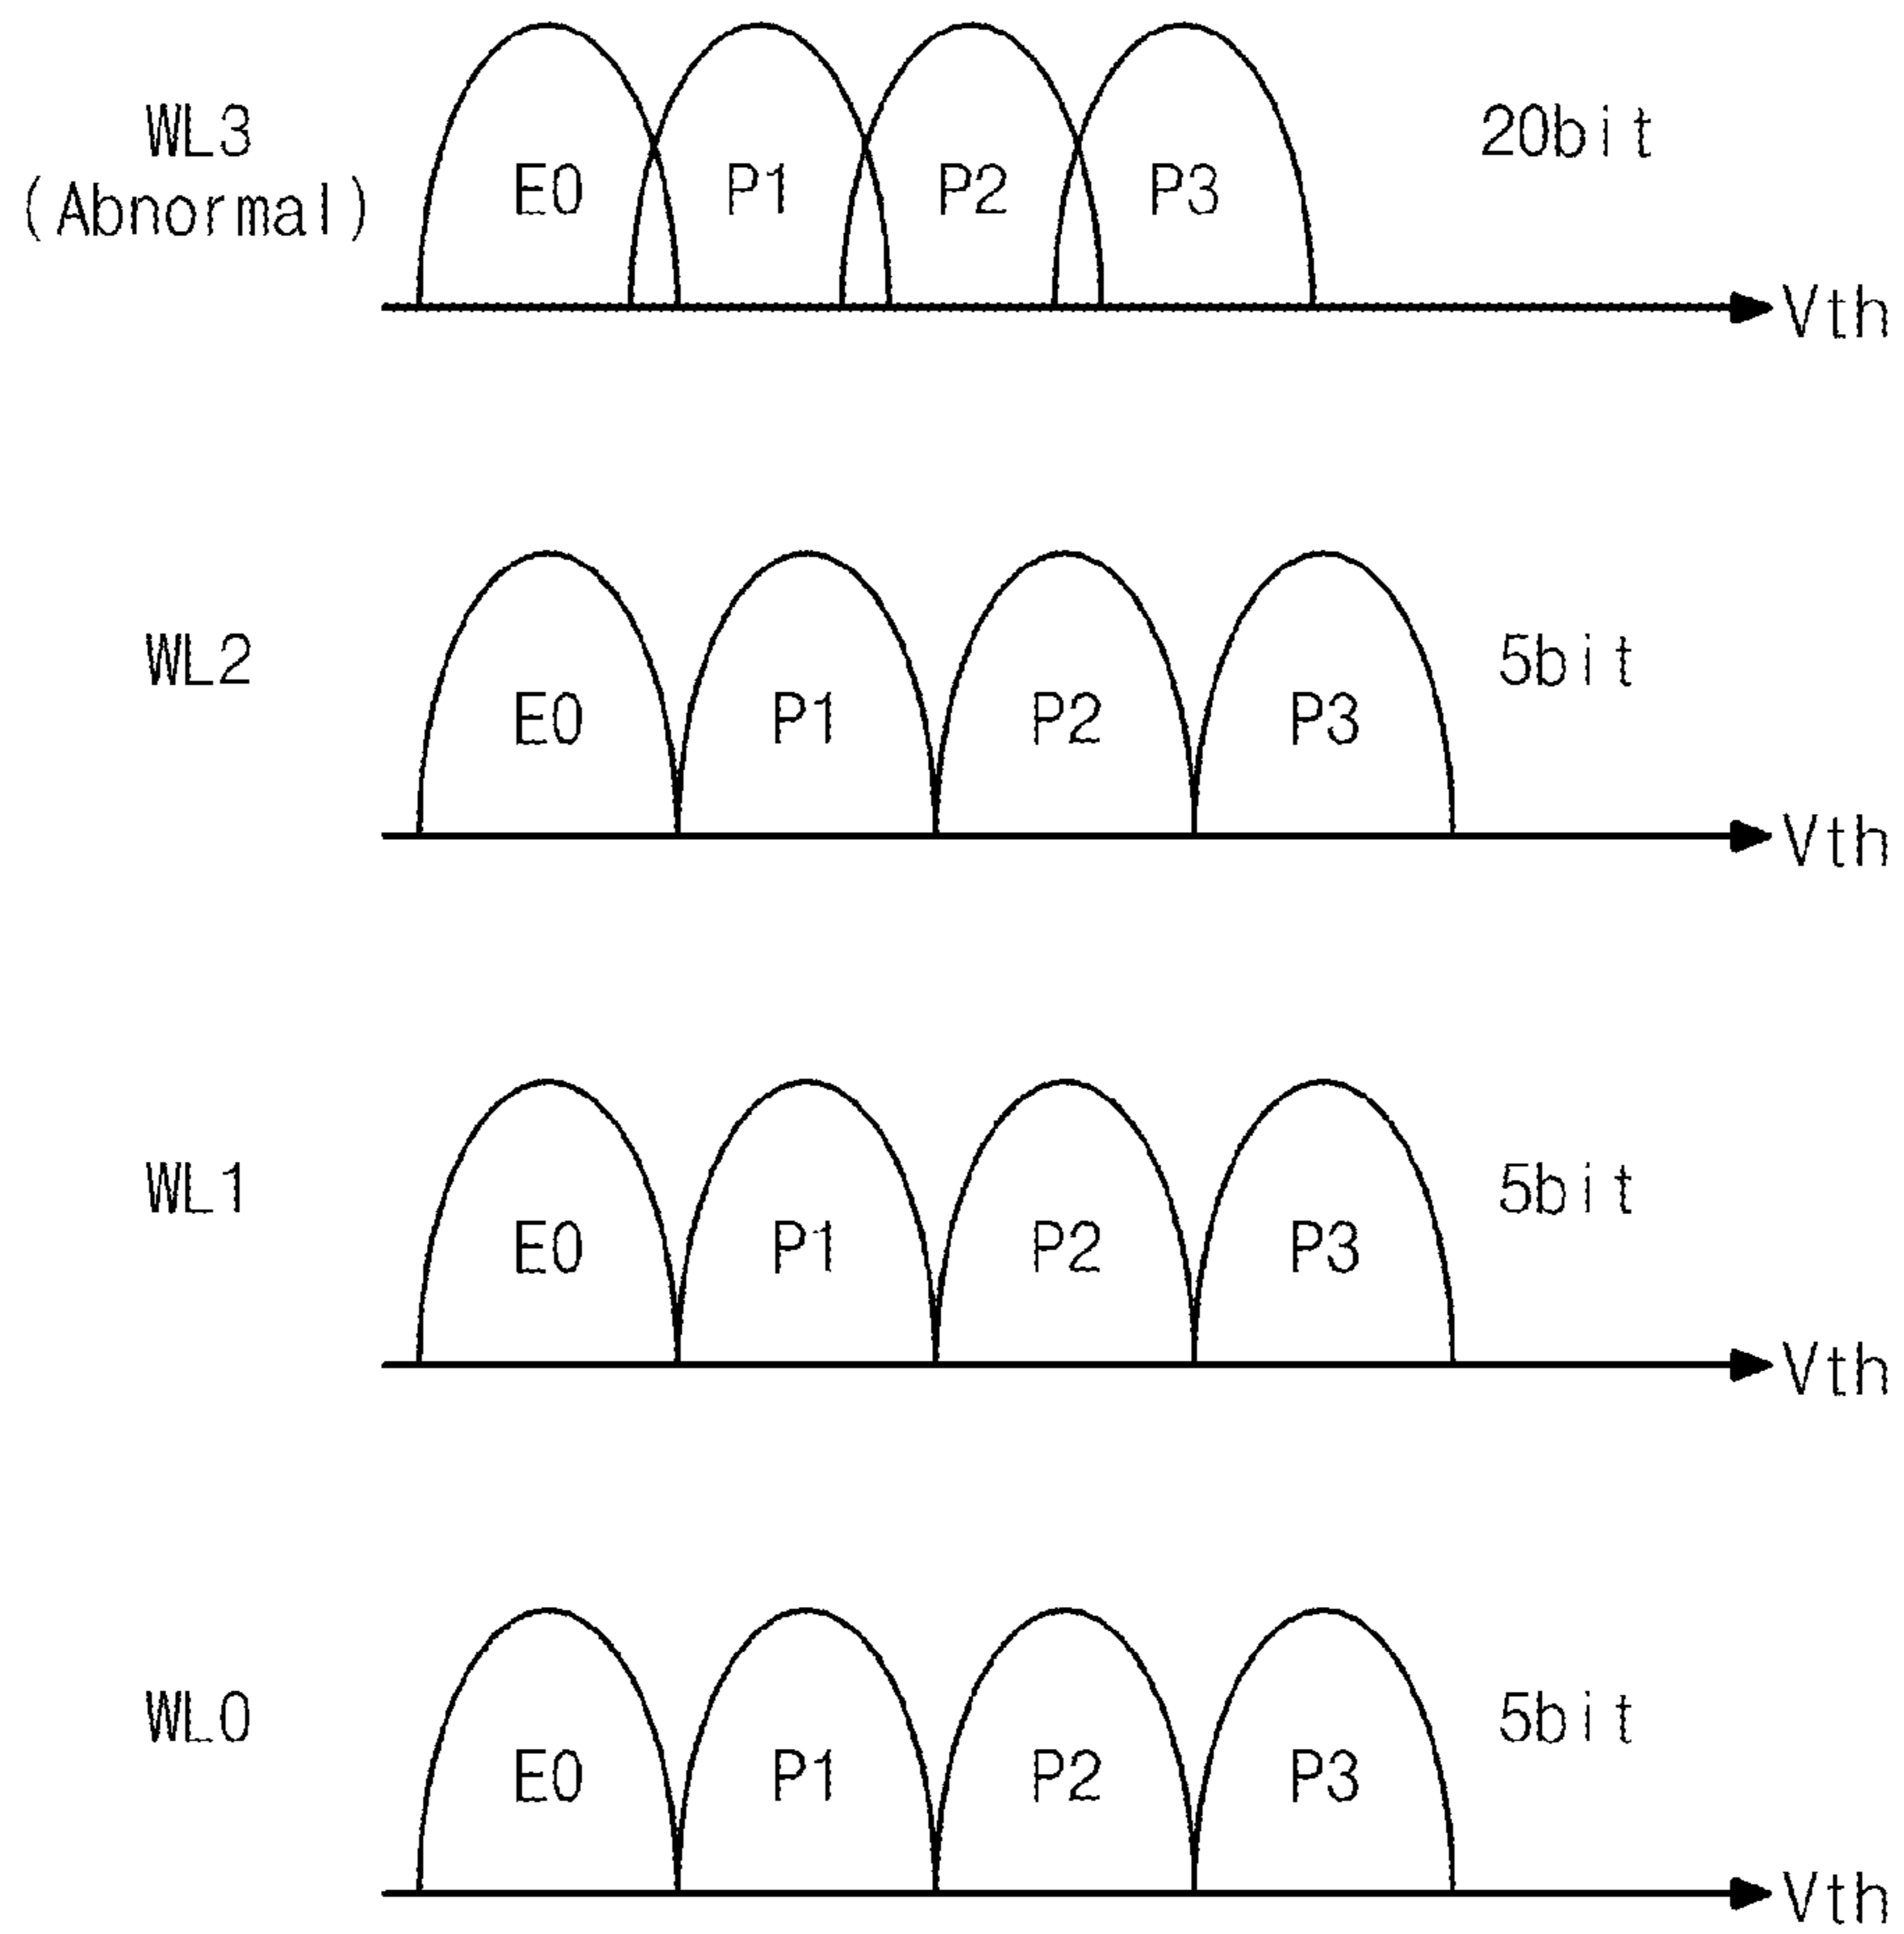 WL3
(Abnormal)
E0 P1 P2 P3
20bit
Vth
WL2
E0 P1 P2 P3
5bit
Vth
WL1
E0 P1 P2 P3
5bit
Vth
WL0
E0 P1 P2 P3
5bit
Vth